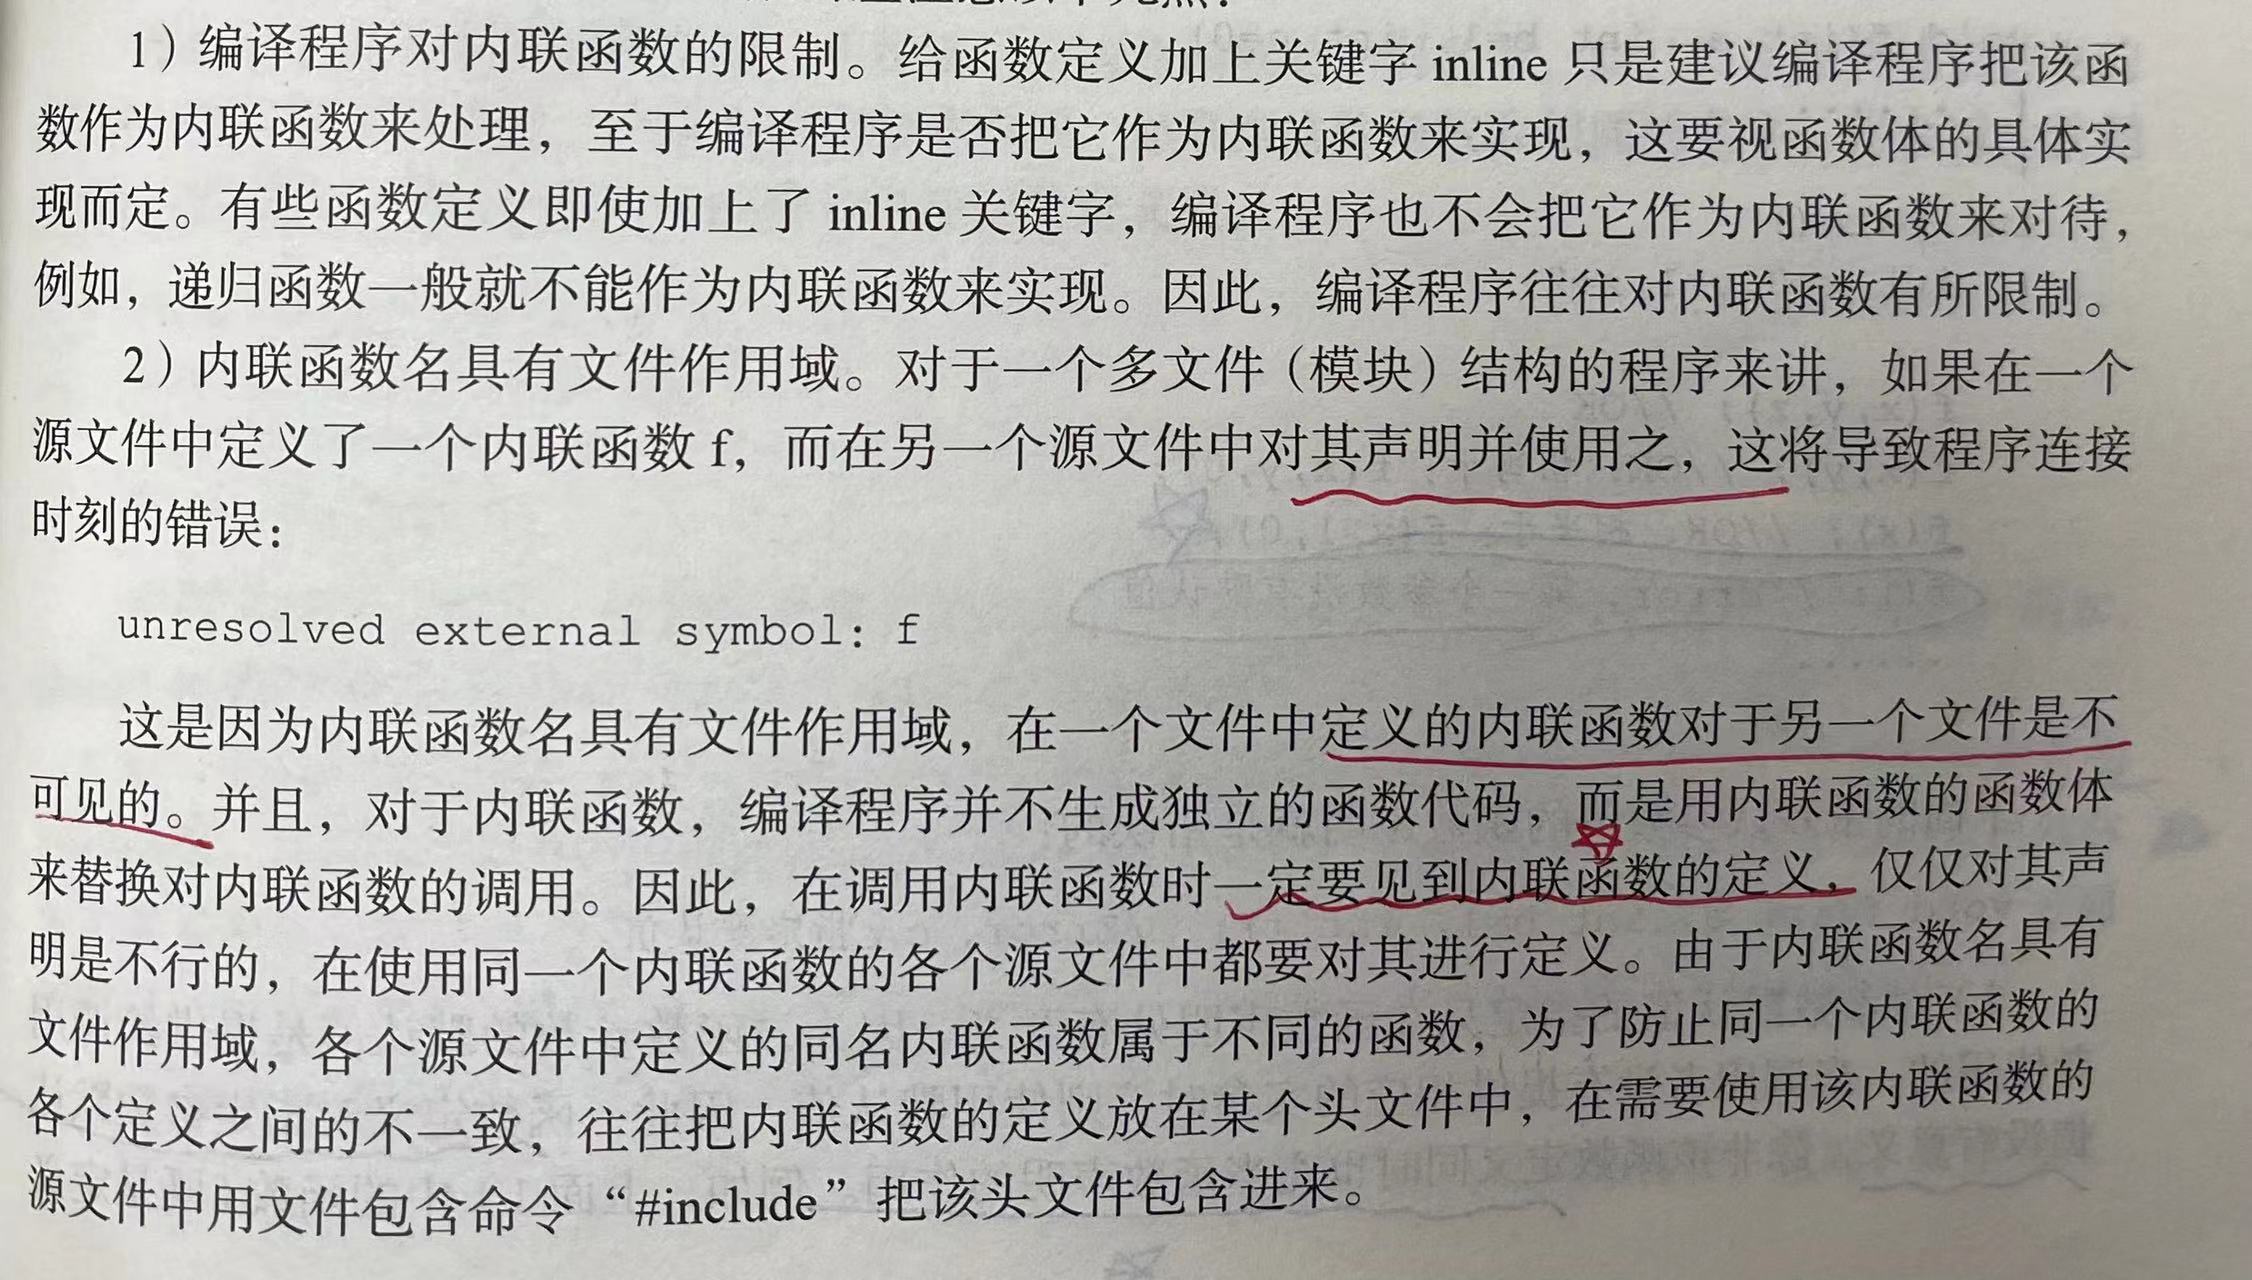 1）编译程序对内联函数的限制。给函数定义加上关键字 inline 只是建议编译程序把该函
数作为内联函数来处理，至于编译程序是否把它作为内联函数来实现，这要视函数体的具体实
现而定。有些函数定义即使加上了 inline 关键字，编译程序也不会把它作为内联函数来对待，
例如，递归函数一般就不能作为内联函数来实现。因此，编译程序往往对内联函数有所限制。
2）内联函数名具有文件作用域。对于一个多文件（模块）结构的程序来讲，如果在一个
源文件中定义了一个内联函数 f，而在另一个源文件中对其声明并使用之，这将导致程序连接
时刻的错误：
unresolved external symbol: f
这是因为内联函数名具有文件作用域，在一个文件中定义的内联函数对于另一个文件是不
可见的。并且，对于内联函数，编译程序并不生成独立的函数代码，而是用内联函数的函数体
来替换对内联函数的调用。因此，在调用内联函数时一定要见到内联函数的定义，仅仅对其声
明是不行的，在使用同一个内联函数的各个源文件中都要对其进行定义。由于内联函数名具有
文件作用域，各个源文件中定义的同名内联函数属于不同的函数，为了防止同一个内联函数的
各个定义之间的不一致，往往把内联函数的定义放在某个头文件中，在需要使用该内联函数的
源文件中用文件包含命令“#include”把该头文件包含进来。